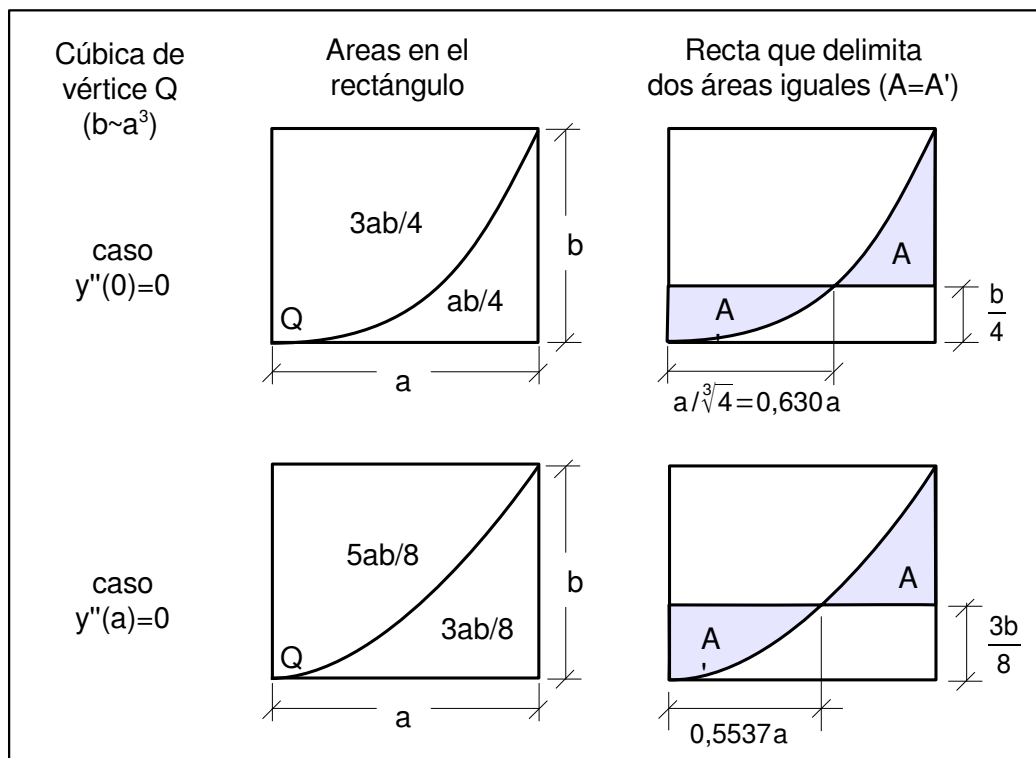 Cúbica de
vértice Q
(b~a³)
Areas en el
rectángulo
Recta que delimita
dos áreas iguales (A=A')
caso
y''(0)=0
3ab/4
ab/4
Q
b
a
A
A'
b/4
a/∛4=0,630a
caso
y''(a)=0
5ab/8
3ab/8
Q
b
a
A
A'
3b/8
0,5537a